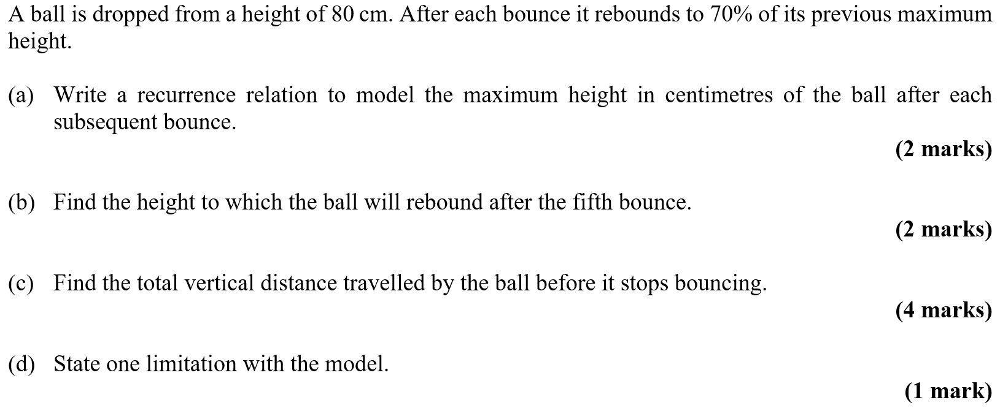 A ball is dropped from a height of 80 cm. After each bounce it rebounds to 70% of its previous maximum
height.
(a) Write a recurrence relation to model the maximum height in centimetres of the ball after each
subsequent bounce.
(2 marks)
(b) Find the height to which the ball will rebound after the fifth bounce.
(2 marks)
(c) Find the total vertical distance travelled by the ball before it stops bouncing.
(4 marks)
(d) State one limitation with the model.
(1 mark)